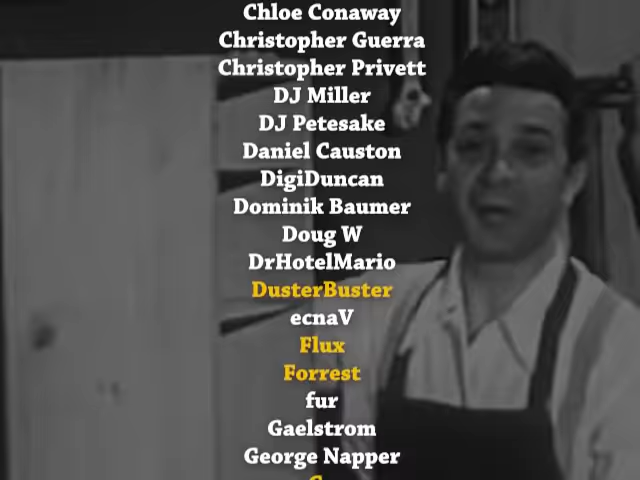 Chloe Conaway
Christopher Guerra
Christopher Privett
DJ Miller
DJ Petesake
Daniel Causton
DigiDuncan
Dominik Baumer
Doug W
DrHotelMario
DusterBuster
ecnaV
Flux
Forrest
fur
Gaelstrom
George Napper